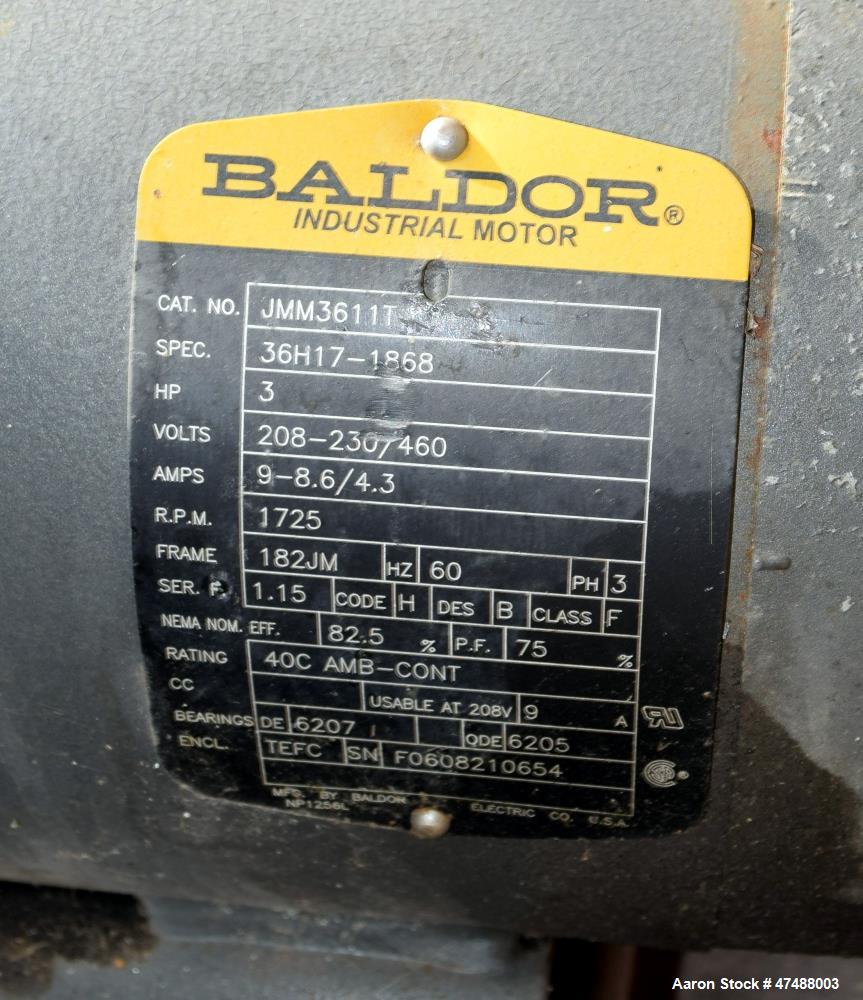 BALDOR®
INDUSTRIAL MOTOR
CAT. NO. JMM3611T
SPEC. 36H17-1868
HP 3
VOLTS 208-230/460
AMPS 9-8.6/4.3
R.P.M. 1725
FRAME 182JM HZ 60 PH 3
SER. F. 1.15 CODE H DES B CLASS F
NEMA NOM. EFF. 82.5 % P.F. 75 %
RATING 40C AMB-CONT
CC USABLE AT 208V 9 A
BEARINGS DE 6207 ODE 6205
ENCL. TEFC SN F0608210654
MFG. BY BALDOR ELECTRIC CO. U.S.A.
NP1256L
Aaron Stock # 47488003